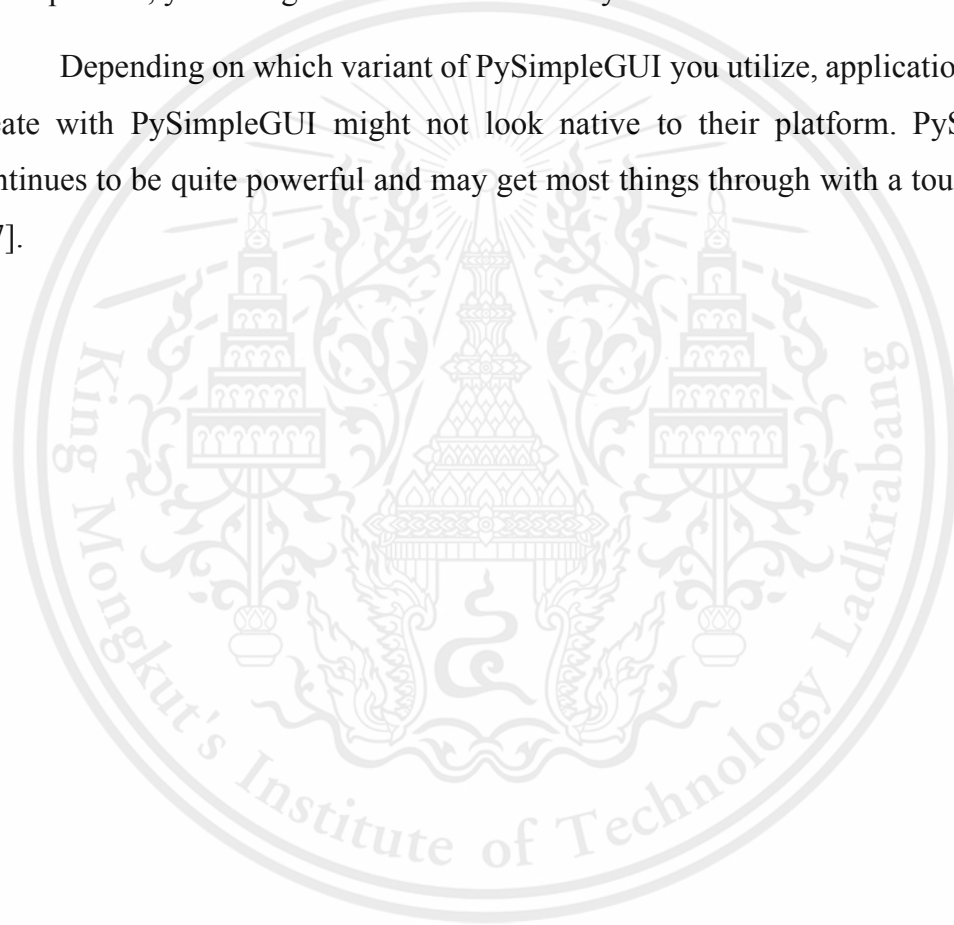 Depending on which variant of PySimpleGUI you utilize, applicatio
eate with PySimpleGUI might not look native to their platform. PyS
ntinues to be quite powerful and may get most things through with a tou
7].
King Mongkut's Institute of Technology Ladkrabang